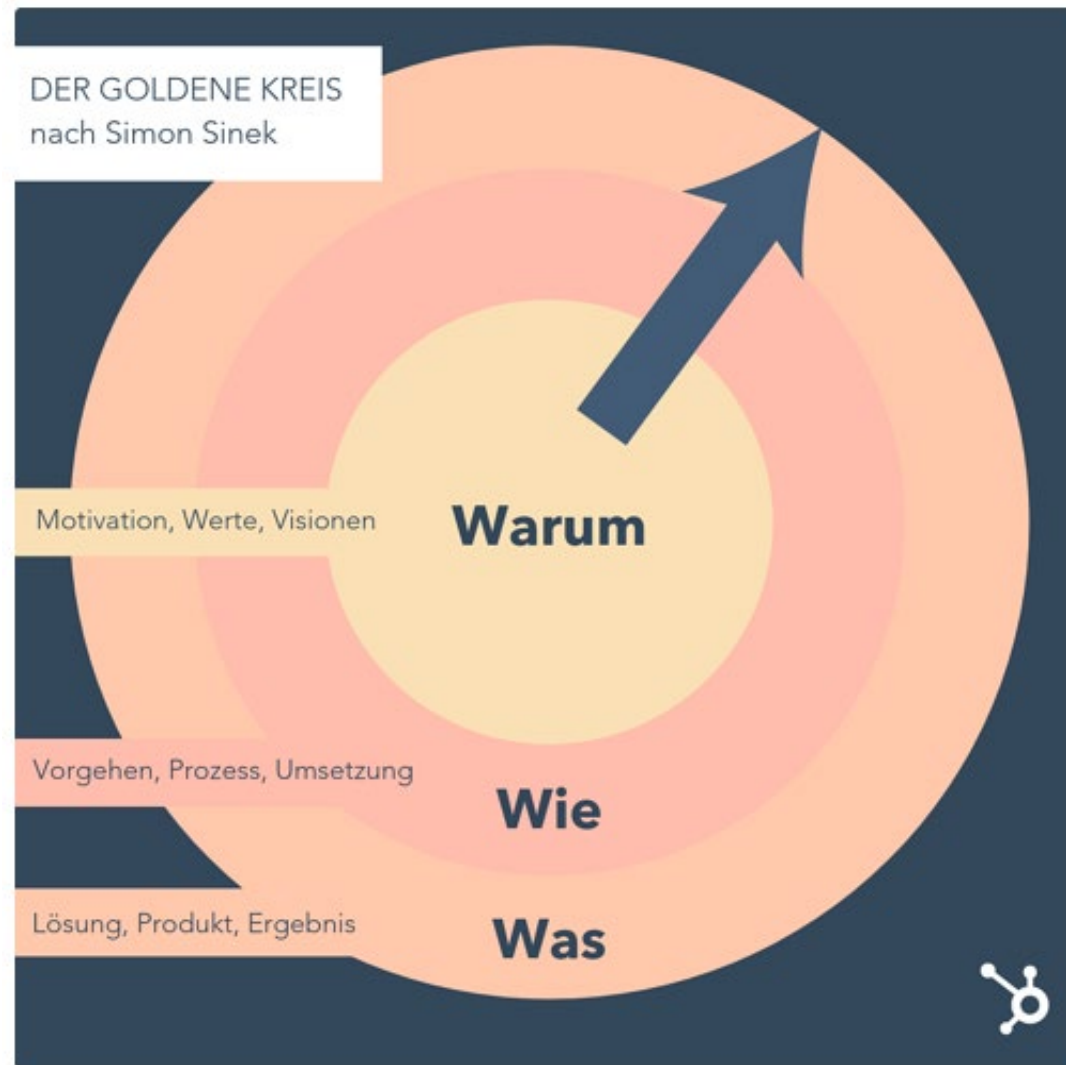 DER GOLDENE KREIS
nach Simon Sinek
Motivation, Werte, Visionen
Warum
Vorgehen, Prozess, Umsetzung
Wie
Lösung, Produkt, Ergebnis
Was